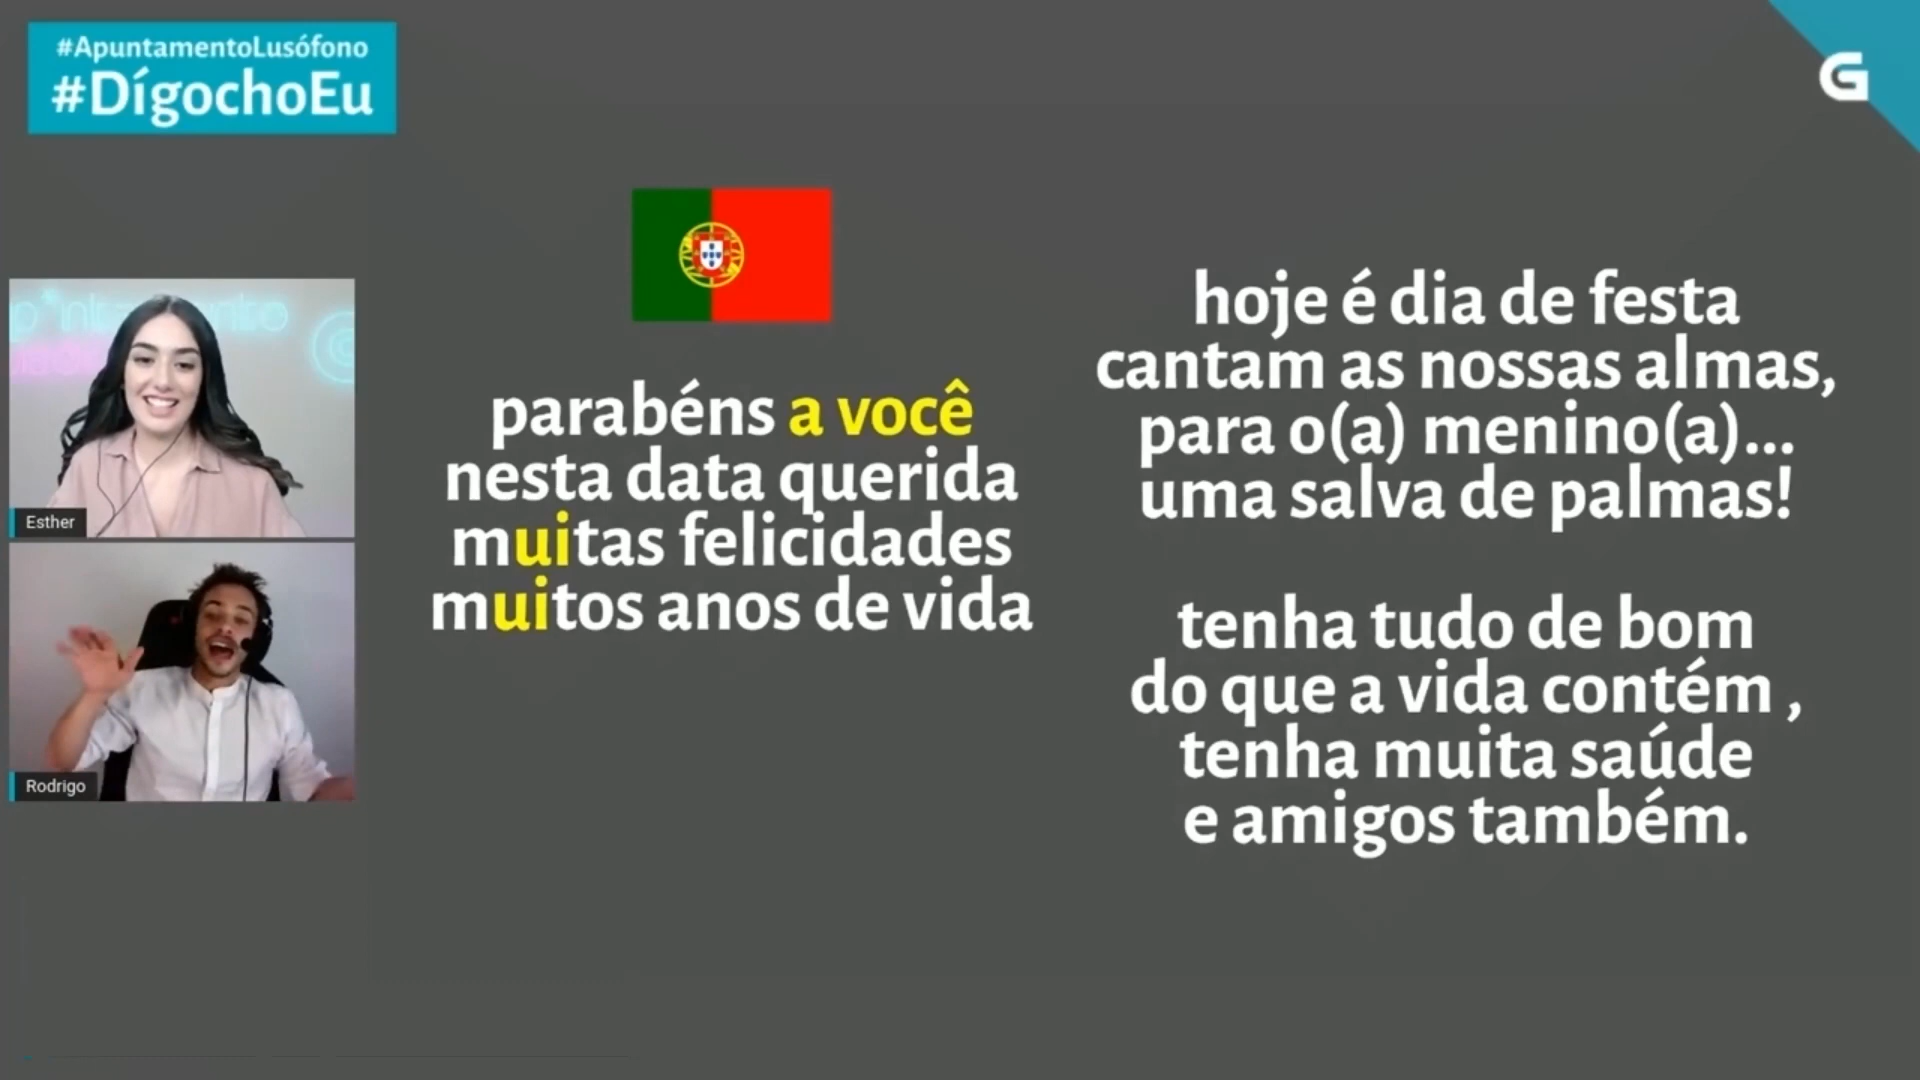 #ApuntamentoLusófono
#DígochoEu
G
Esther
Rodrigo
parabéns a você
nesta data querida
muitas felicidades
muitos anos de vida
hoje é dia de festa
cantam as nossas almas,
para o(a) menino(a)...
uma salva de palmas!
tenha tudo de bom
do que a vida contém ,
tenha muita saúde
e amigos também.